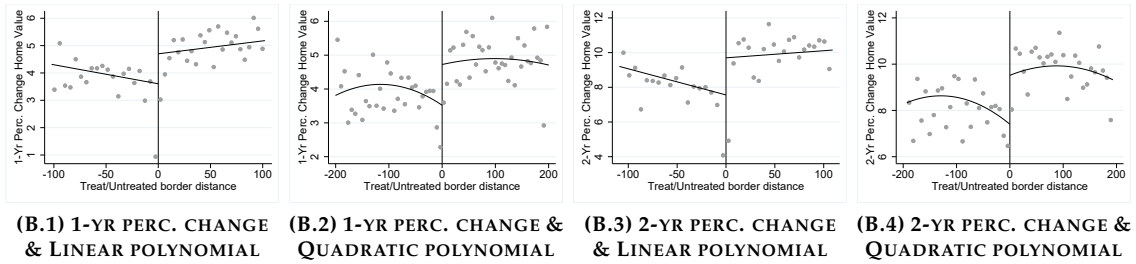 1-Yr Perc. Change Home Value
6
5
4
3
2
1
-100 -50 0 50 100
Treat/Untreated border distance
(B.1) 1-YR PERC. CHANGE
& LINEAR POLYNOMIAL
1-Yr Perc. Change Home Value
6
5
4
3
2
-200 -100 0 100 200
Treat/Untreated border distance
(B.2) 1-YR PERC. CHANGE &
QUADRATIC POLYNOMIAL
2-Yr Perc. Change Home Value
12
10
8
6
4
-100 -50 0 50 100
Treat/Untreated border distance
(B.3) 2-YR PERC. CHANGE
& LINEAR POLYNOMIAL
2-Yr Perc. Change Home Value
12
10
8
6
-200 -100 0 100 200
Treat/Untreated border distance
(B.4) 2-YR PERC. CHANGE &
QUADRATIC POLYNOMIAL